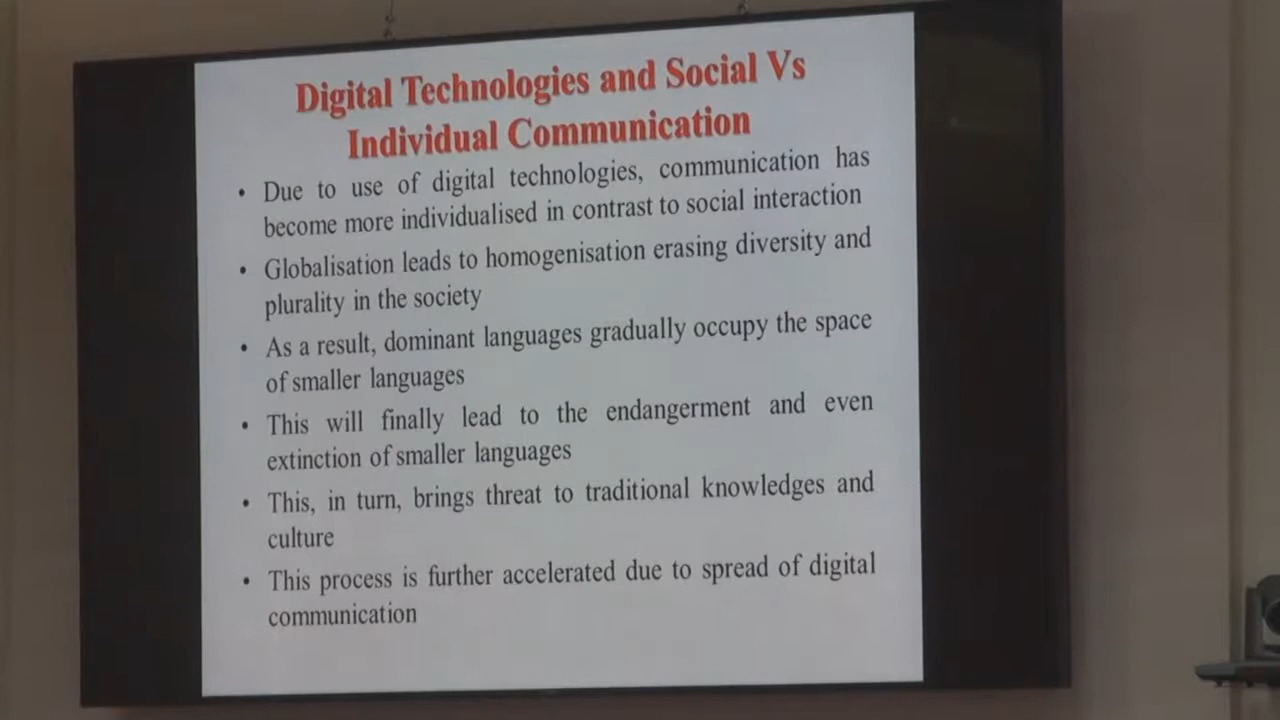 Digital Technologies and Social Vs
Individual Communication
• Due to use of digital technologies, communication has
become more individualised in contrast to social interaction
• Globalisation leads to homogenisation erasing diversity and
plurality in the society
• As a result, dominant languages gradually occupy the space
of smaller languages
• This will finally lead to the endangerment and even
extinction of smaller languages
• This, in turn, brings threat to traditional knowledges and
culture
• This process is further accelerated due to spread of digital
communication